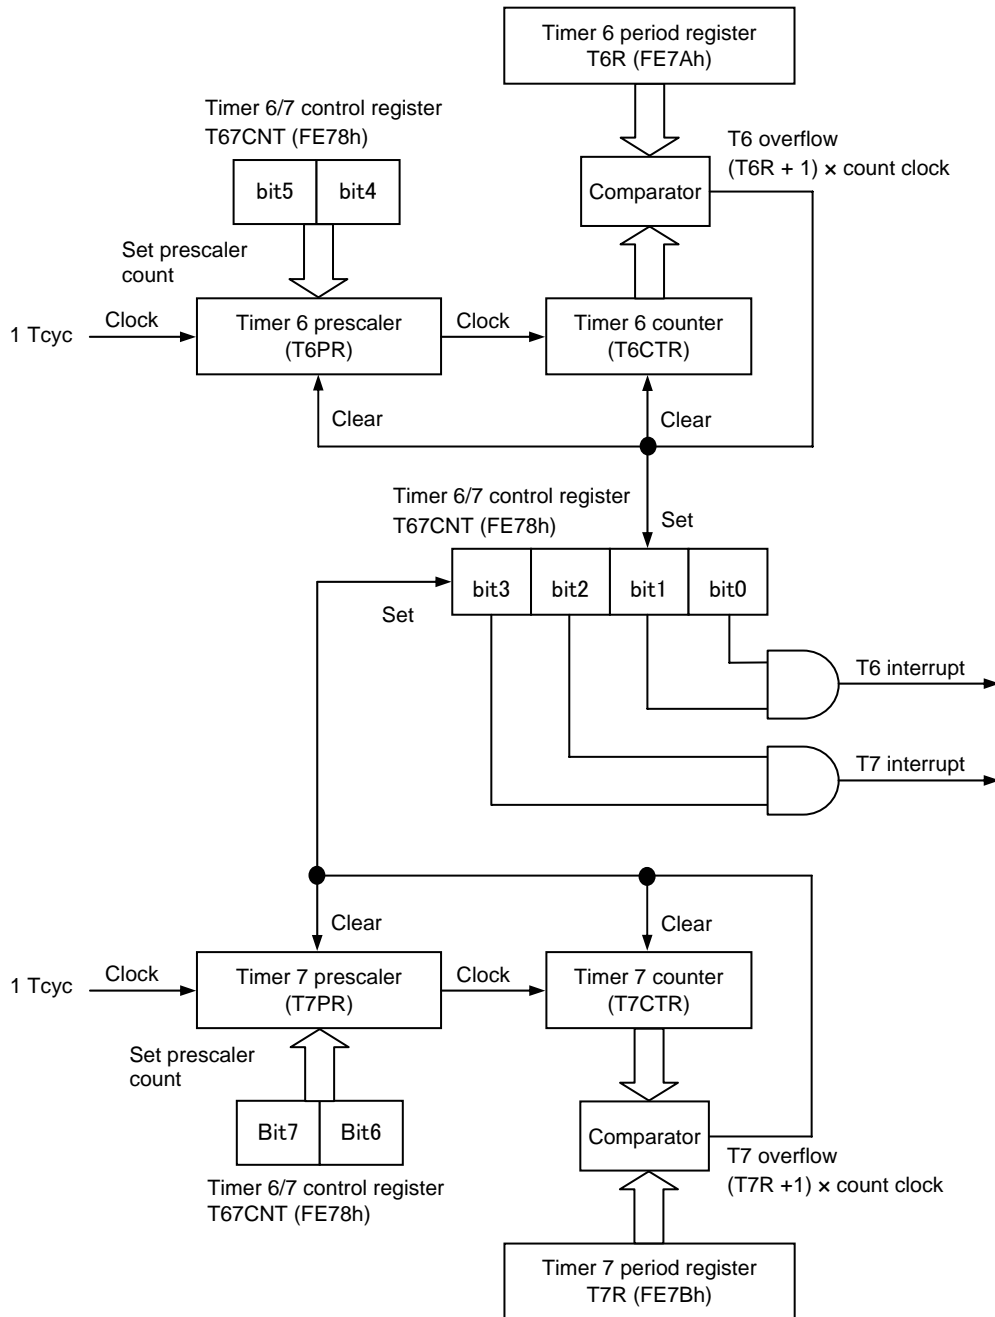 Timer 6 period register
T6R (FE7Ah)
Timer 6/7 control register
T67CNT (FE78h)
bit5
bit4
T6 overflow
(T6R + 1) × count clock
Comparator
Set prescaler
count
1 Tcyc
Clock
Timer 6 prescaler
(T6PR)
Clock
Timer 6 counter
(T6CTR)
Clear
Clear
Timer 6/7 control register
T67CNT (FE78h)
Set
bit3
bit2
bit1
bit0
Set
T6 interrupt
T7 interrupt
Clear
Clear
1 Tcyc
Clock
Timer 7 prescaler
(T7PR)
Clock
Timer 7 counter
(T7CTR)
Set prescaler
count
Bit7
Bit6
Comparator
T7 overflow
(T7R +1) × count clock
Timer 6/7 control register
T67CNT (FE78h)
Timer 7 period register
T7R (FE7Bh)